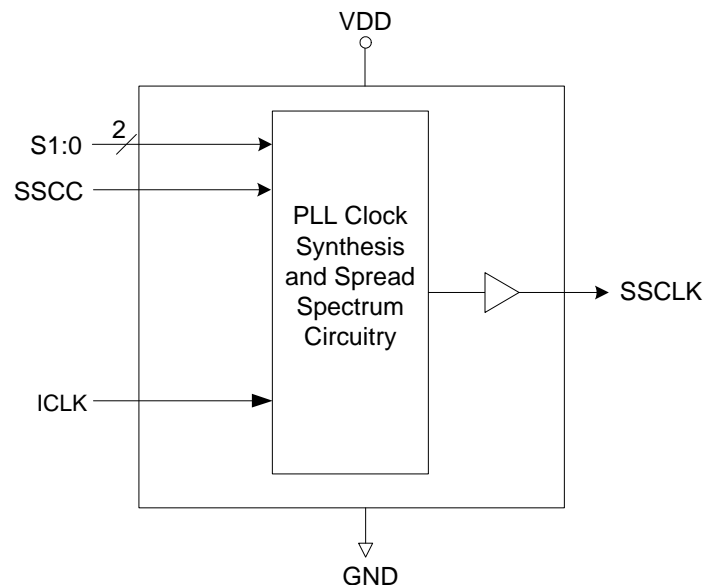 VDD
2
S1:0
SSCC
PLL Clock
Synthesis
and Spread
Spectrum
Circuitry
SSCLK
ICLK
GND